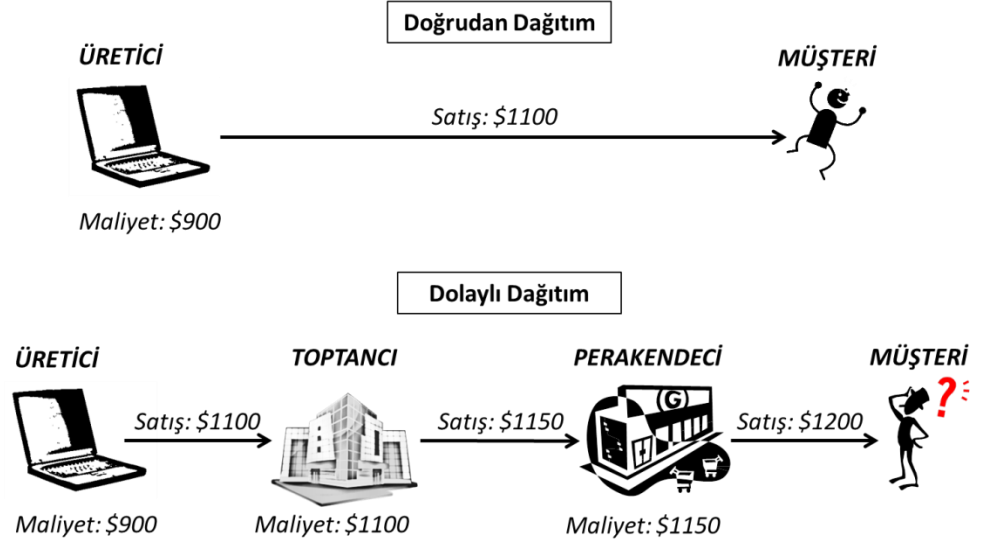 Doğrudan Dağıtım
ÜRETİCİ
MÜŞTERİ
Satış: $1100
Maliyet: $900
Dolaylı Dağıtım
ÜRETİCİ
TOPTANCI
PERAKENDECİ
MÜŞTERİ
G
?
Satış: $1100
Satış: $1150
Satış: $1200
Maliyet: $900
Maliyet: $1100
Maliyet: $1150